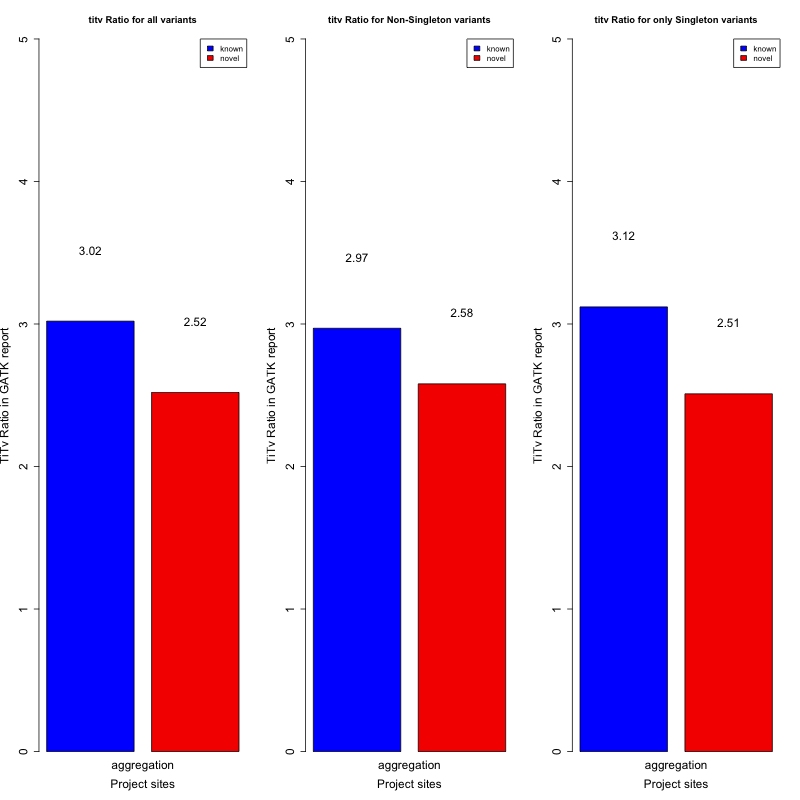 titv Ratio for all variants
known
novel
5
4
3
2
1
0
3.02
2.52
TiTv Ratio in GATK report
aggregation
Project sites
titv Ratio for Non-Singleton variants
known
novel
5
4
3
2
1
0
2.97
2.58
TiTv Ratio in GATK report
aggregation
Project sites
titv Ratio for only Singleton variants
known
novel
5
4
3
2
1
0
3.12
2.51
TiTv Ratio in GATK report
aggregation
Project sites